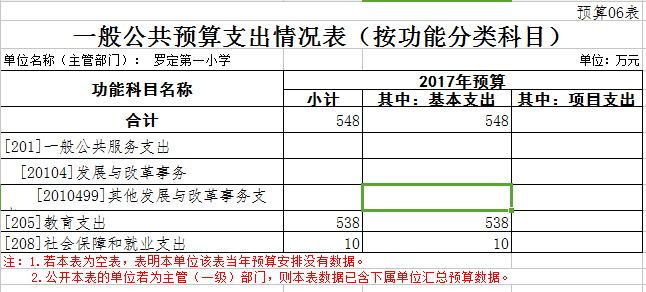 预算06表
一般公共预算支出情况表（按功能分类科目）
单位名称（主管部门）： 罗定第一小学 单位：万元
功能科目名称 2017年预算
小计 其中：基本支出 其中：项目支出
合计 548 548
[201]一般公共服务支出
[20104]发展与改革事务
[2010499]其他发展与改革事务支
[205]教育支出 538 538
[208]社会保障和就业支出 10 10
注：1.若本表为空表，表明本单位该表当年预算安排没有数据。
2.公开本表的单位若为主管（一级）部门，则本表数据已含下属单位汇总预算数据。